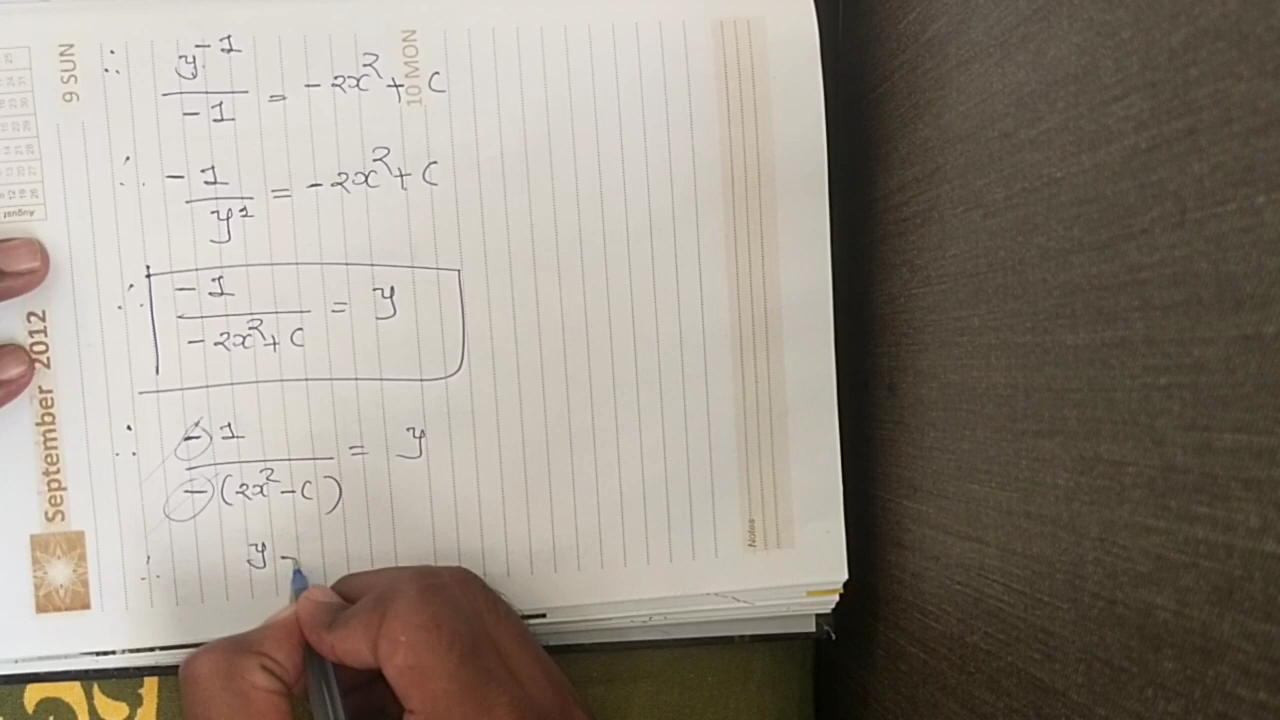 9 SUN
10 MON
September 2012
August
Notes
∴ y⁻¹ / -1 = -2x² + C
∴ -1 / y¹ = -2x² + C
∴ -1 / -2x² + C = y
∴ -1 / -(2x² - C) = y
∴ y =